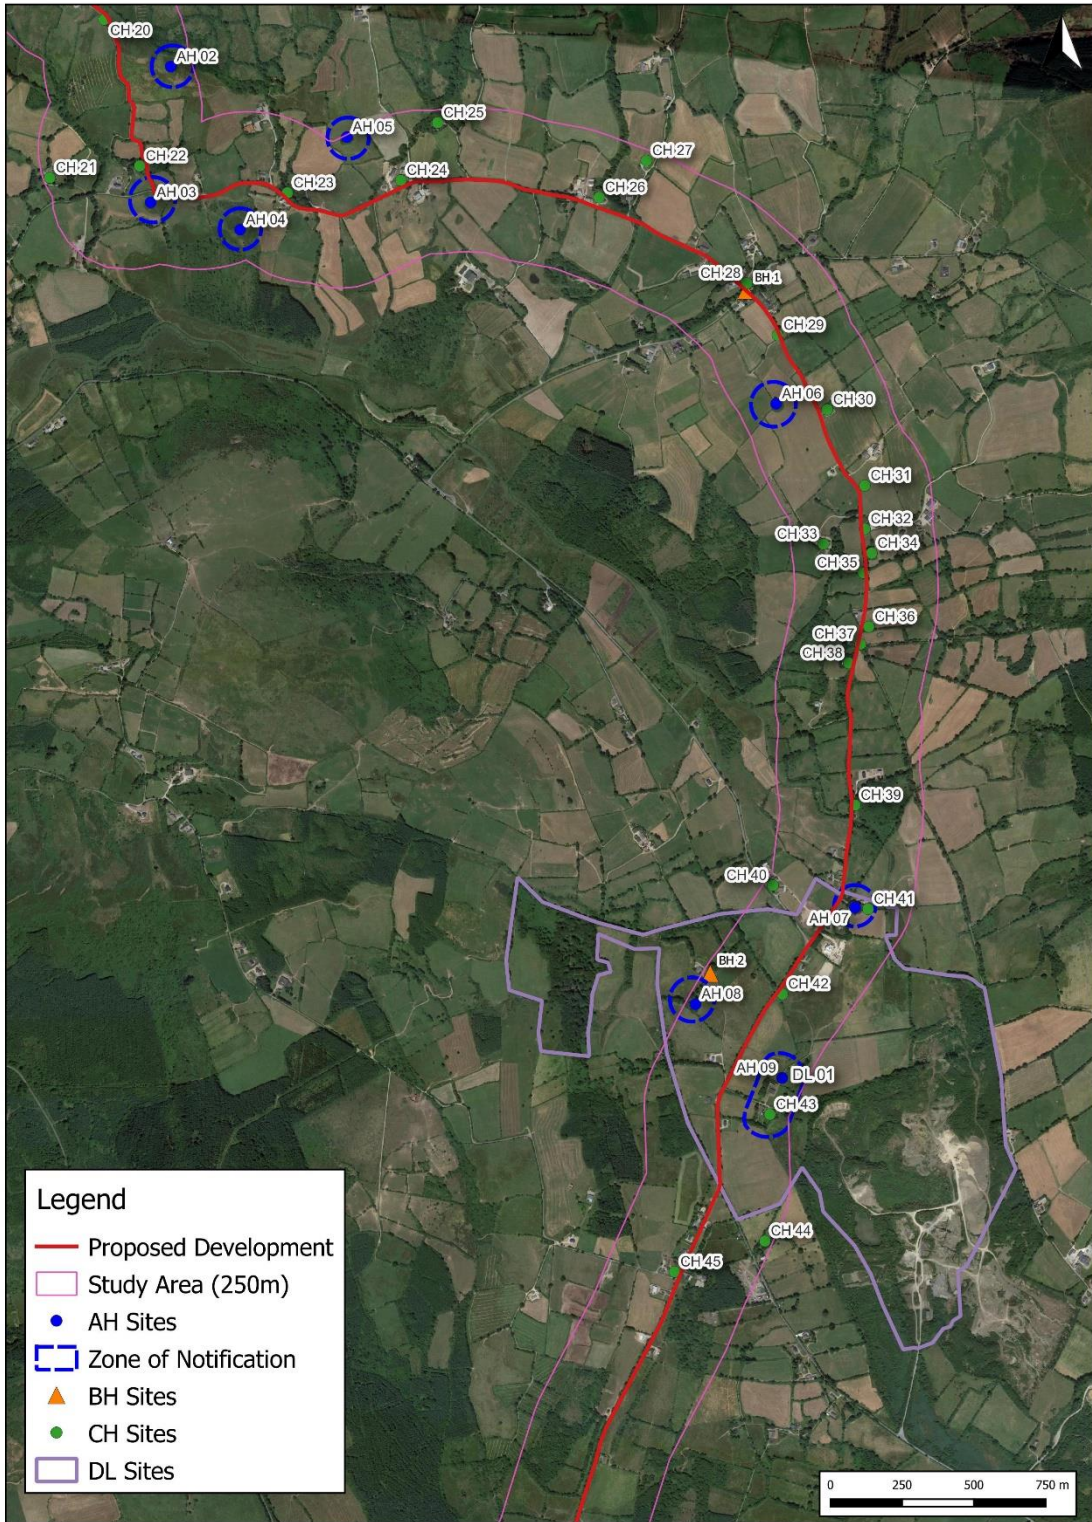 CH 20
AH 02
CH 25
AH 05
CH 27
CH 22
CH 21
CH 24
AH 03
CH 23
CH 26
AH 04
CH 28
BH 1
CH 29
AH 06
CH 30
CH 31
CH 32
CH 33
CH 34
CH 35
CH 36
CH 37
CH 38
CH 39
CH 40
CH 41
AH 07
BH 2
AH 08
CH 42
AH 09
DL 01
CH 43
CH 44
CH 45
Legend
Proposed Development
Study Area (250m)
AH Sites
Zone of Notification
BH Sites
CH Sites
DL Sites
0 250 500 750 m